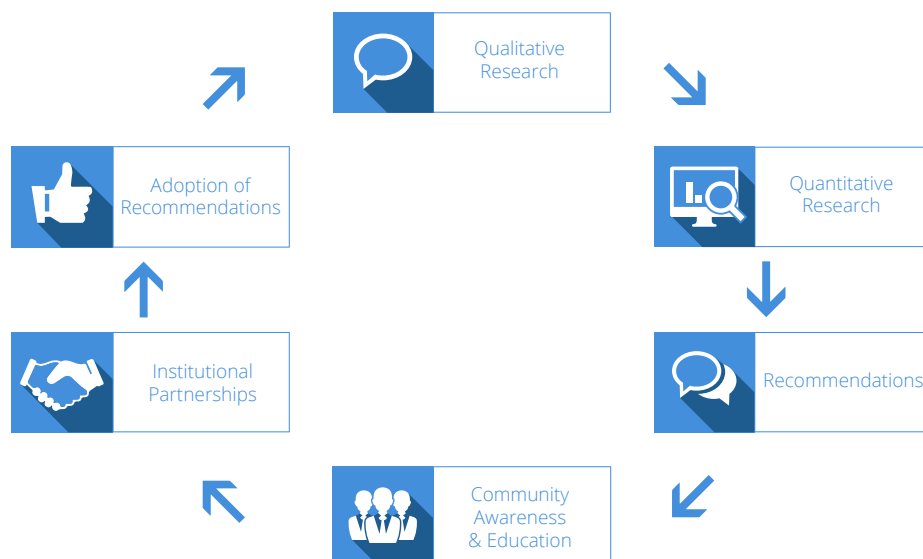 Qualitative
Research
Adoption of
Recommendations
Quantitative
Research
Institutional
Partnerships
Recommendations
Community
Awareness
& Education